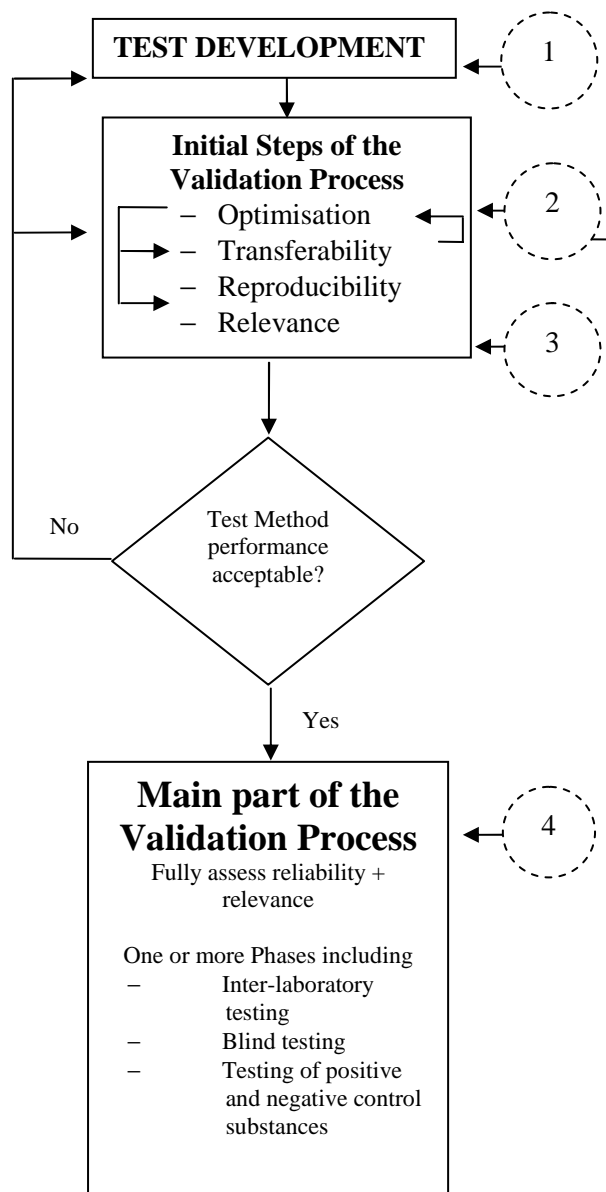 TEST DEVELOPMENT
1
Initial Steps of the
Validation Process
– Optimisation
2
– Transferability
– Reproducibility
– Relevance
3
No
Test Method
performance
acceptable?
Yes
Main part of the
Validation Process
4
Fully assess reliability +
relevance
One or more Phases including
– Inter-laboratory
testing
– Blind testing
– Testing of positive
and negative control
substances